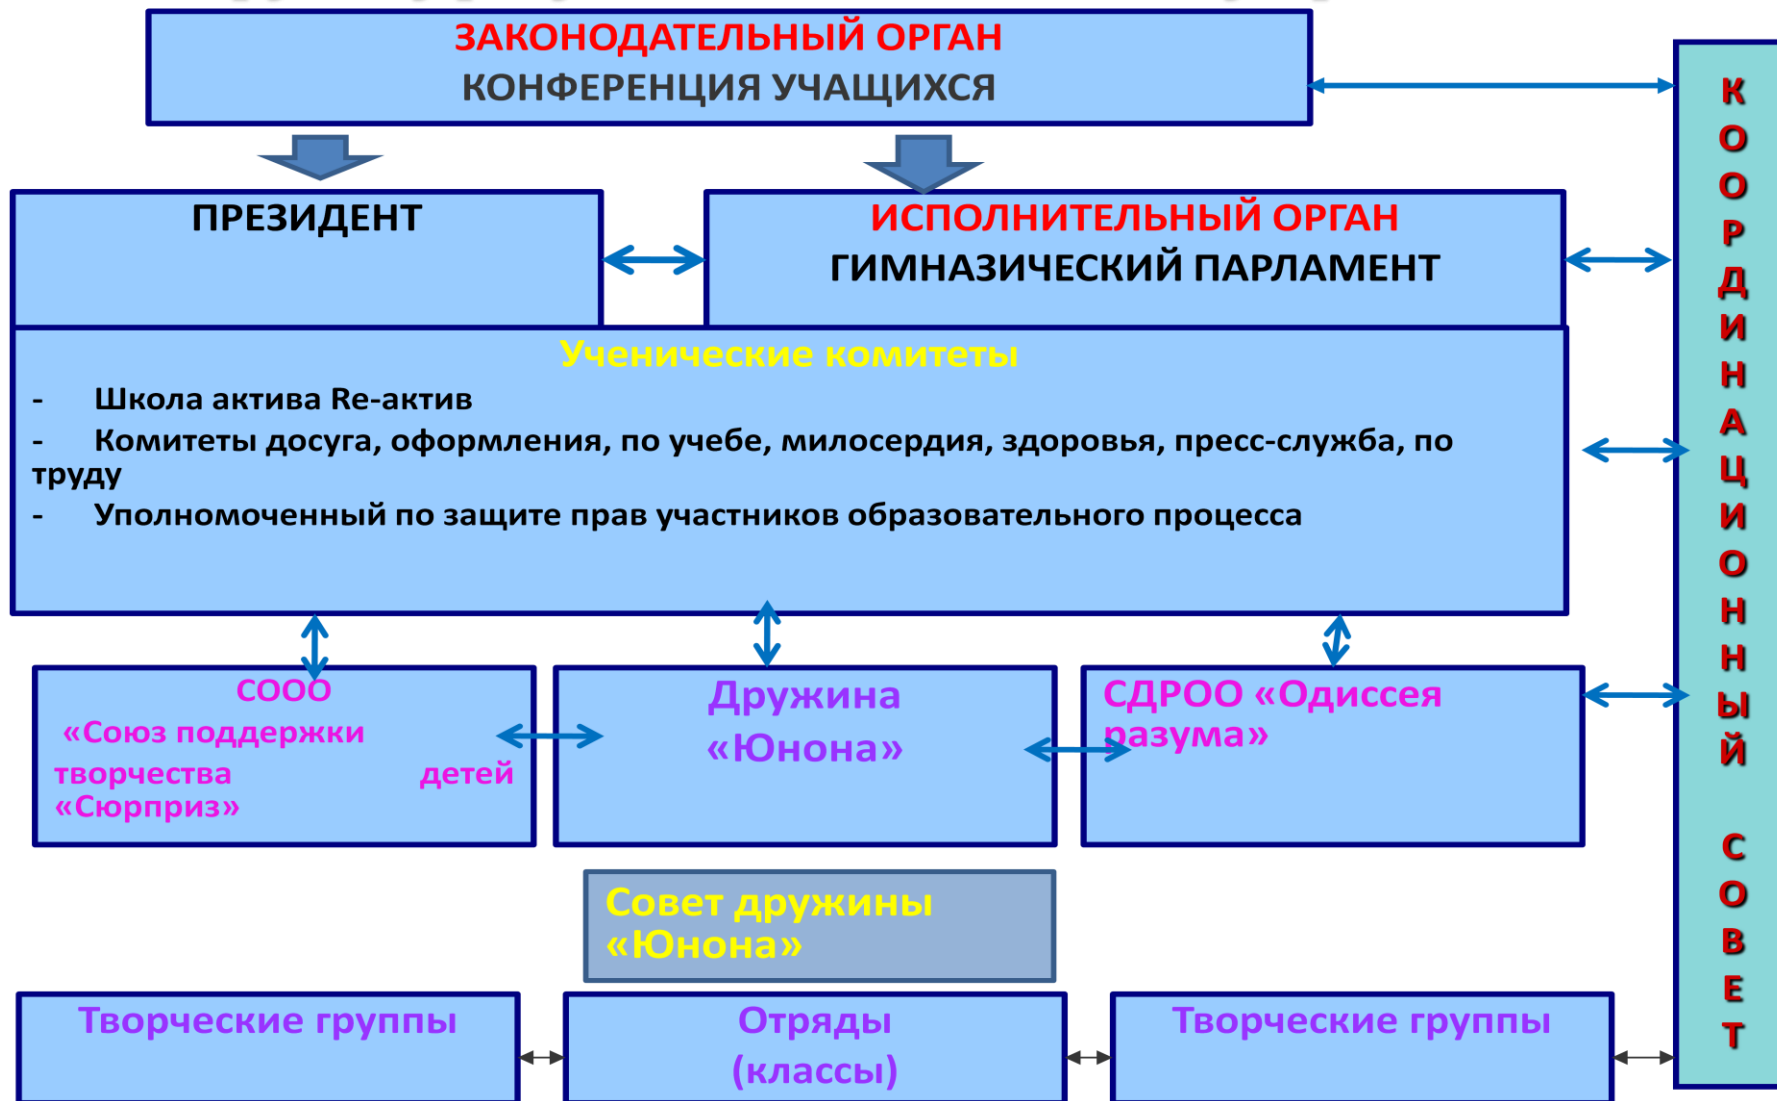 ЗАКОНОДАТЕЛЬНЫЙ ОРГАН
КОНФЕРЕНЦИЯ УЧАЩИХСЯ
ПРЕЗИДЕНТ
ИСПОЛНИТЕЛЬНЫЙ ОРГАН
ГИМНАЗИЧЕСКИЙ ПАРЛАМЕНТ
Ученические комитеты
- Школа актива Re-актив
- Комитеты досуга, оформления, по учебе, милосердия, здоровья, пресс-служба, по
труду
- Уполномоченный по защите прав участников образовательного процесса
СООО
«Союз поддержки
творчества детей
«Сюрприз»
Дружина
«Юнона»
СДРОО «Одиссея
разума»
Совет дружины
«Юнона»
Творческие группы
Отряды
(классы)
Творческие группы
КООРДИНАЦИОННЫЙ СОВЕТ